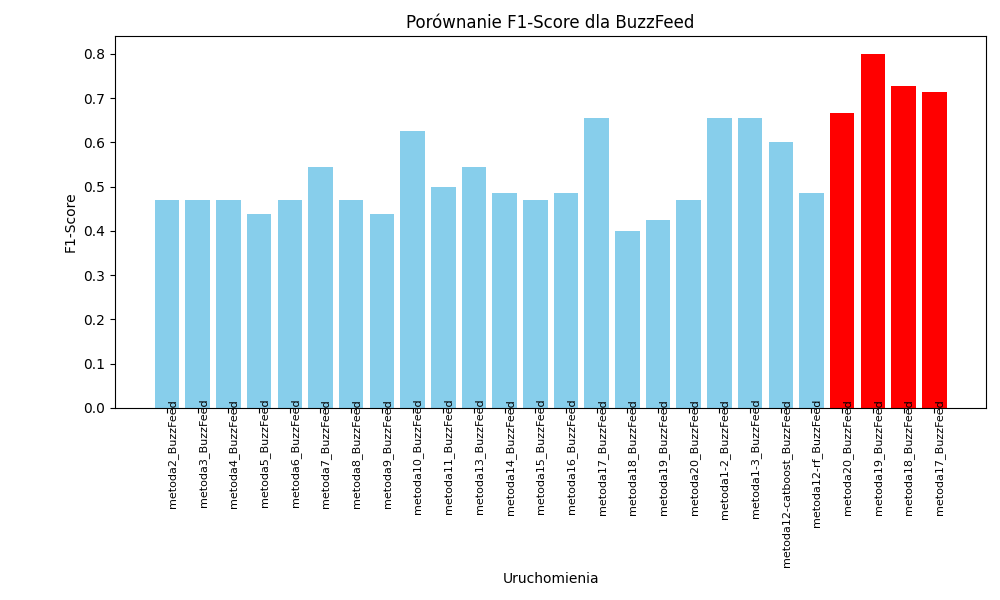 Porównanie F1-Score dla BuzzFeed
F1-Score
0.8
0.7
0.6
0.5
0.4
0.3
0.2
0.1
0.0
metoda2_BuzzFeed
metoda3_BuzzFeed
metoda4_BuzzFeed
metoda5_BuzzFeed
metoda6_BuzzFeed
metoda7_BuzzFeed
metoda8_BuzzFeed
metoda9_BuzzFeed
metoda10_BuzzFeed
metoda11_BuzzFeed
metoda13_BuzzFeed
metoda14_BuzzFeed
metoda15_BuzzFeed
metoda16_BuzzFeed
metoda17_BuzzFeed
metoda18_BuzzFeed
metoda19_BuzzFeed
metoda20_BuzzFeed
metoda1-2_BuzzFeed
metoda1-3_BuzzFeed
metoda12-catboost_BuzzFeed
metoda12-rf_BuzzFeed
metoda20_BuzzFeed
metoda19_BuzzFeed
metoda18_BuzzFeed
metoda17_BuzzFeed
Uruchomienia